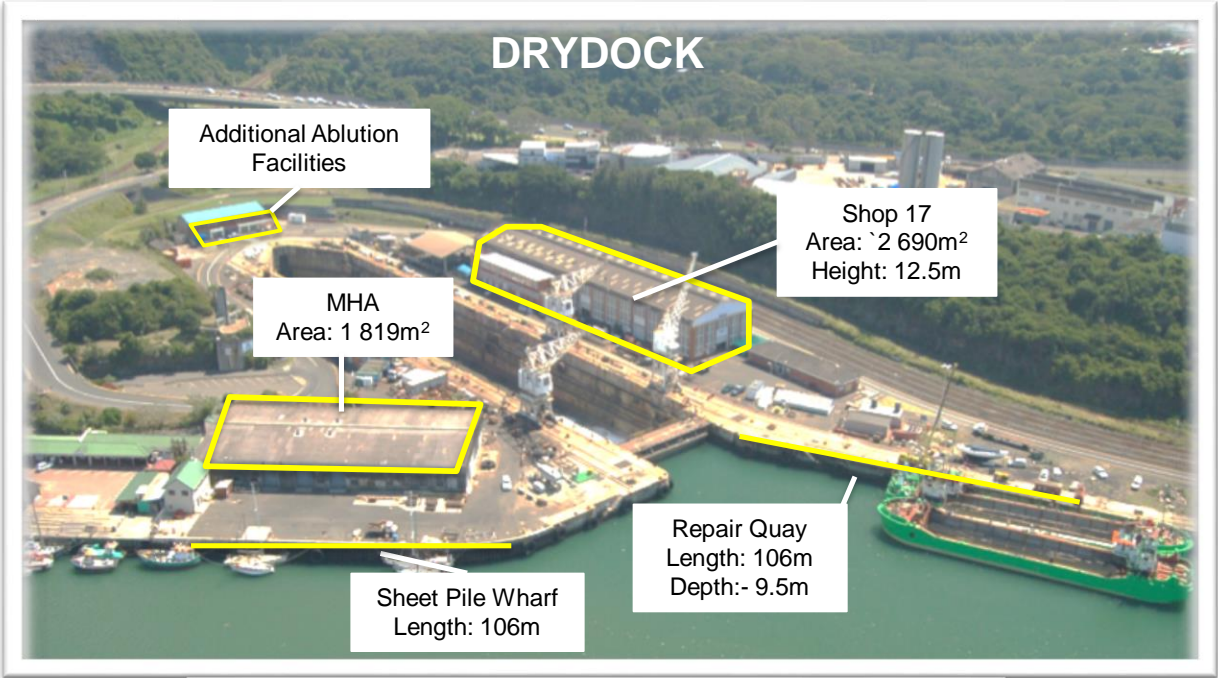 DRYDOCK
Additional Ablution
Facilities
Shop 17
Area: `2 690m²
Height: 12.5m
MHA
Area: 1 819m²
Repair Quay
Length: 106m
Depth:- 9.5m
Sheet Pile Wharf
Length: 106m